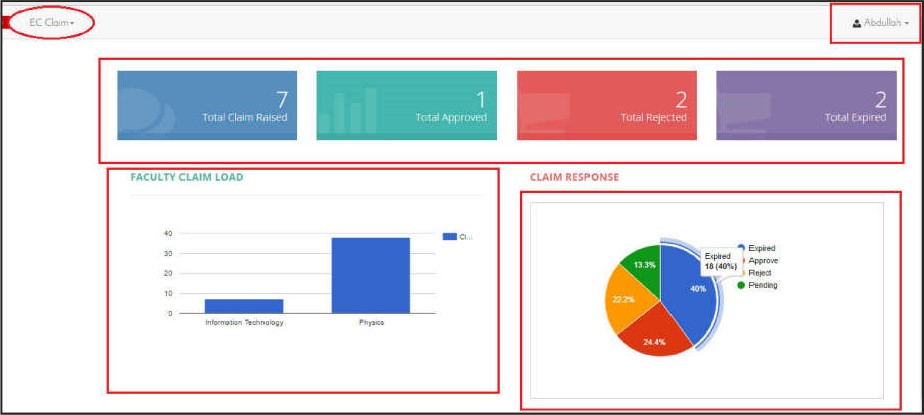 EC Claim
Abdullah
7
Total Claim Raised
1
Total Approved
2
Total Rejected
2
Total Expired
FACULTY CLAIM LOAD
CLAIM RESPONSE
40
30
20
10
0
Information Technology
Physics
Cl...
13.3%
22.2%
24.4%
40%
Expired
18 (40%)
Expired
Approve
Reject
Pending